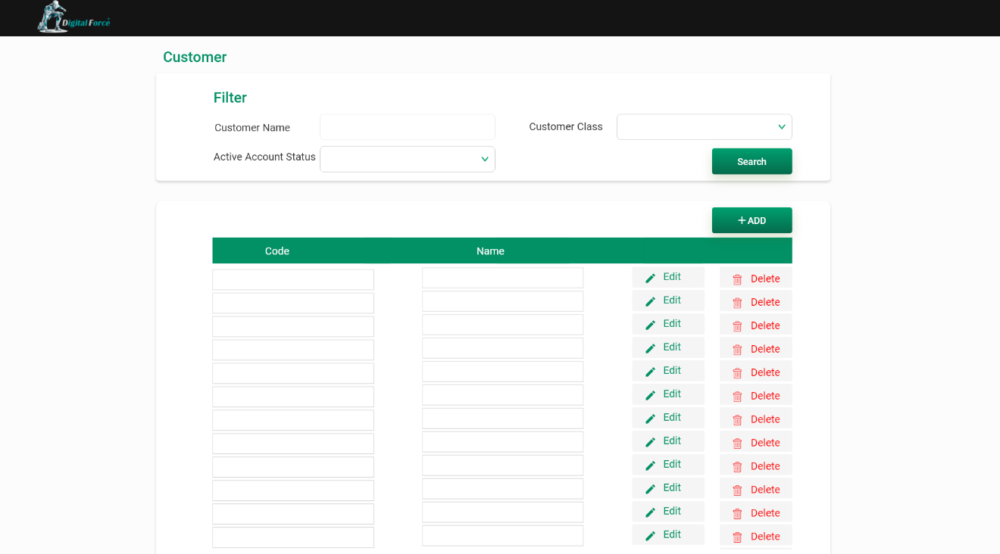 Digital Force
Customer
Filter
Customer Name
Customer Class
Active Account Status
Search
+ADD
Code Name
Edit Delete
Edit Delete
Edit Delete
Edit Delete
Edit Delete
Edit Delete
Edit Delete
Edit Delete
Edit Delete
Edit Delete
Edit Delete
Edit Delete